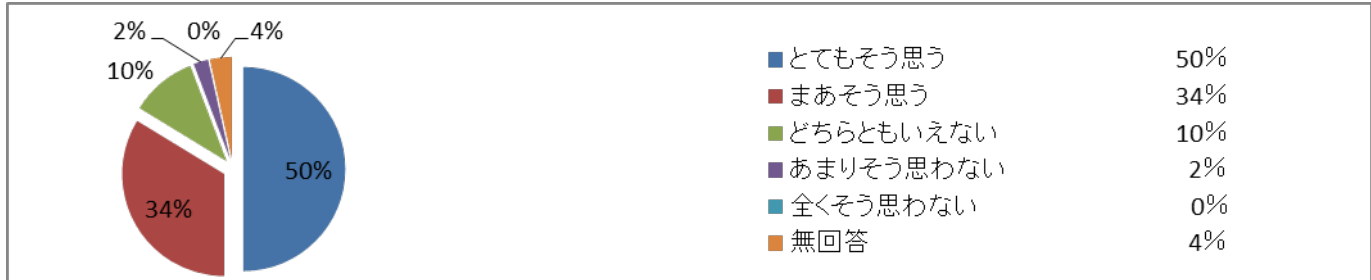 2% 0% 4%
10%
50%
34%
とてもそう思う 50%
まあそう思う 34%
どちらともいえない 10%
あまりそう思わない 2%
全くそう思わない 0%
無回答 4%